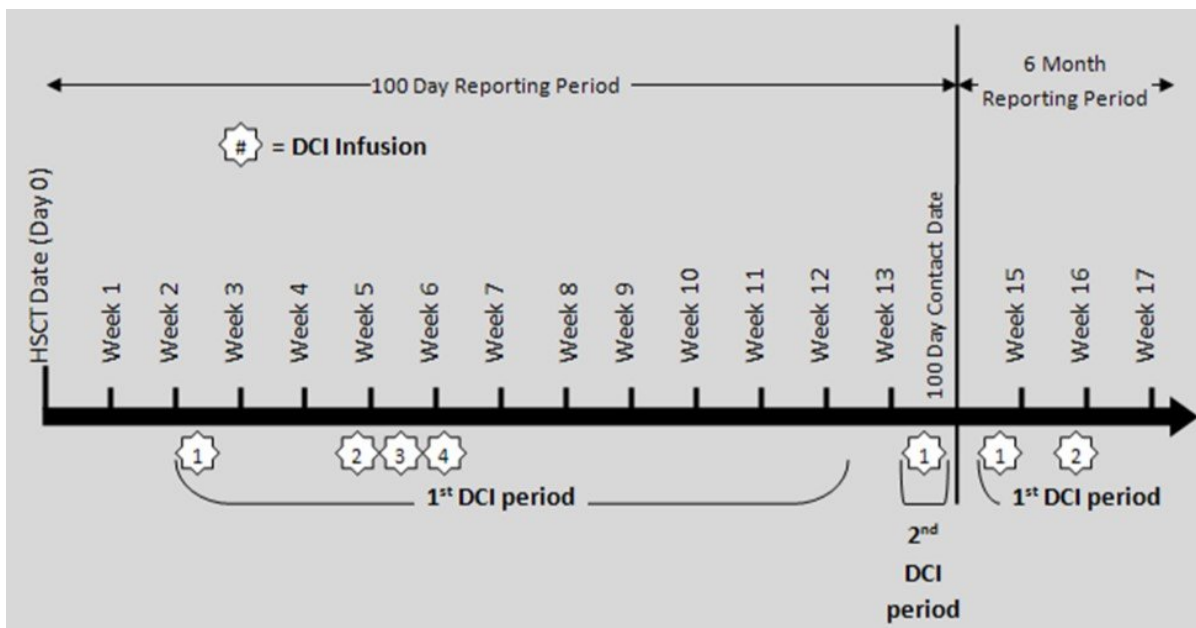 100 Day Reporting Period
6 Month
Reporting Period
# = DCI Infusion
HSCT Date (Day 0)
Week 1
Week 2
Week 3
Week 4
Week 5
Week 6
Week 7
Week 8
Week 9
Week 10
Week 11
Week 12
Week 13
100 Day Contact Date
Week 15
Week 16
Week 17
1
2
3
4
1
1
2
1st DCI period
1st DCI period
2nd
DCI
period